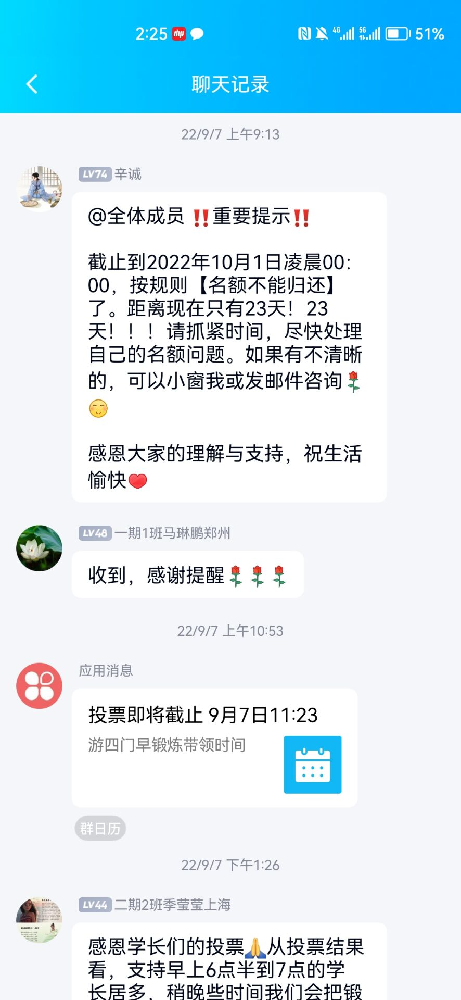 2:25
4G
5G
51%
聊天记录
22/9/7 上午9:13
LV74 辛诚
@全体成员 ‼️重要提示‼️
截止到2022年10月1日凌晨00:
00，按规则【名额不能归还】
了。距离现在只有23天！23
天！！！请抓紧时间，尽快处理
自己的名额问题。如果有不清晰
的，可以小窗我或发邮件咨询🌹
😊
感恩大家的理解与支持，祝生活
愉快❤️
LV48 一期1班马琳鹏郑州
收到，感谢提醒🌹🌹🌹
22/9/7 上午10:53
应用消息
投票即将截止 9月7日11:23
游四门早锻炼带领时间
群日历
22/9/7 下午1:26
LV44 二期2班季莹莹上海
感恩学长们的投票🙏从投票结果
看，支持早上6点半到7点的学
长居多，稍晚些时间我们会把锻